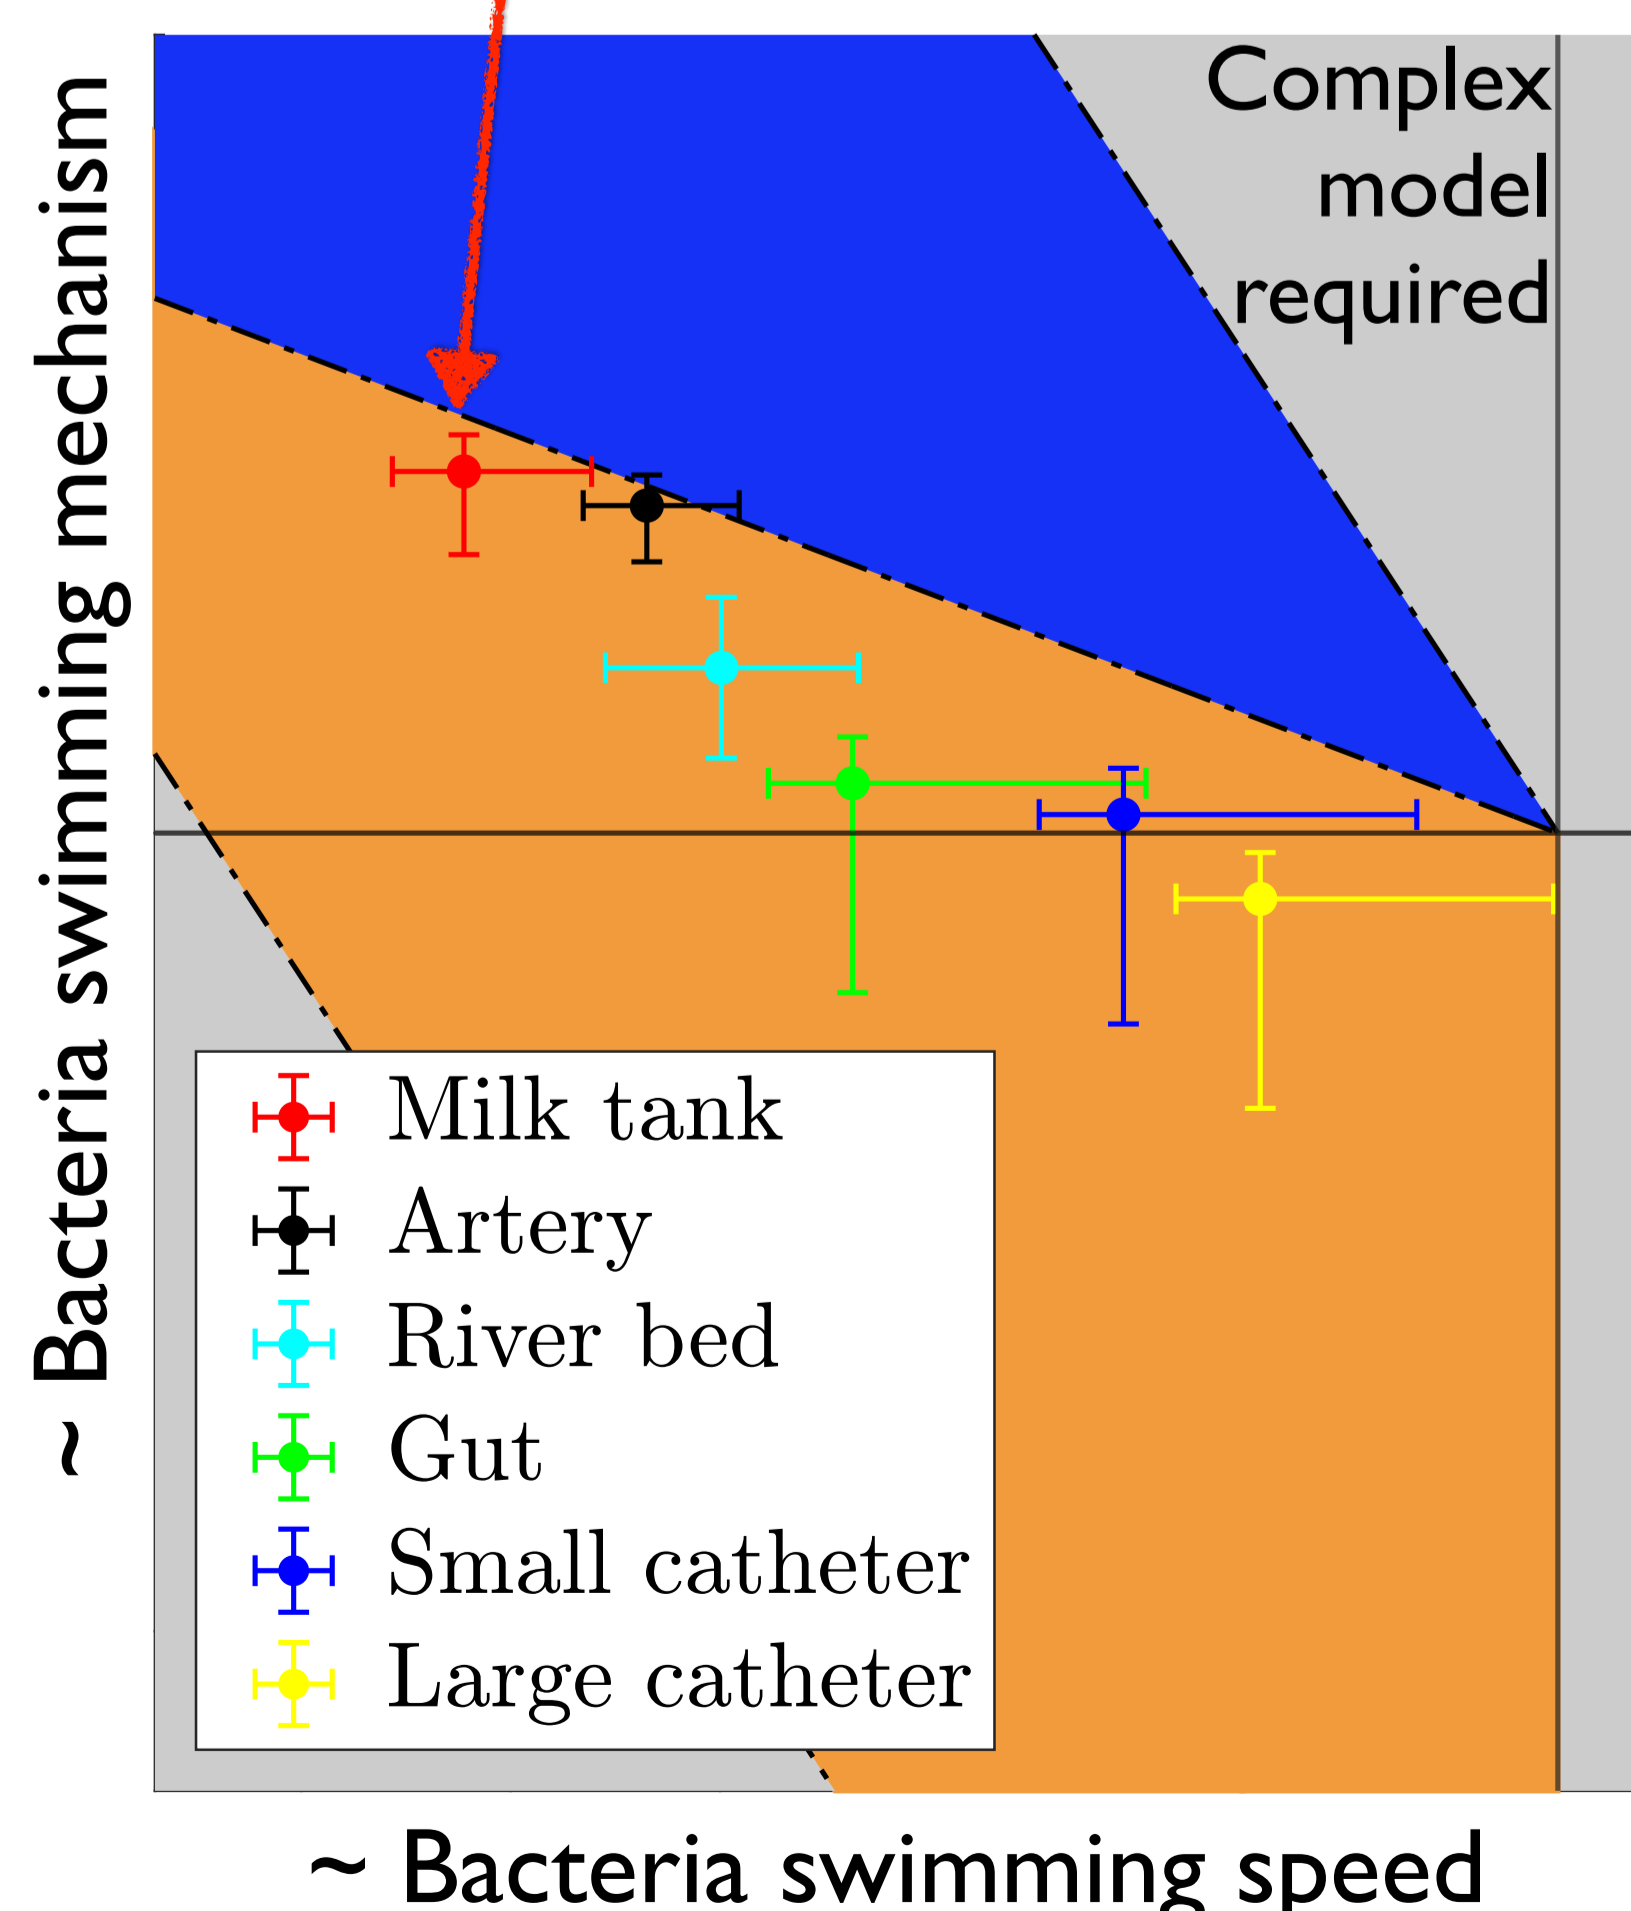 Complex
model
required
~ Bacteria swimming mechanism
Milk tank
Artery
River bed
Gut
Small catheter
Large catheter
~ Bacteria swimming speed